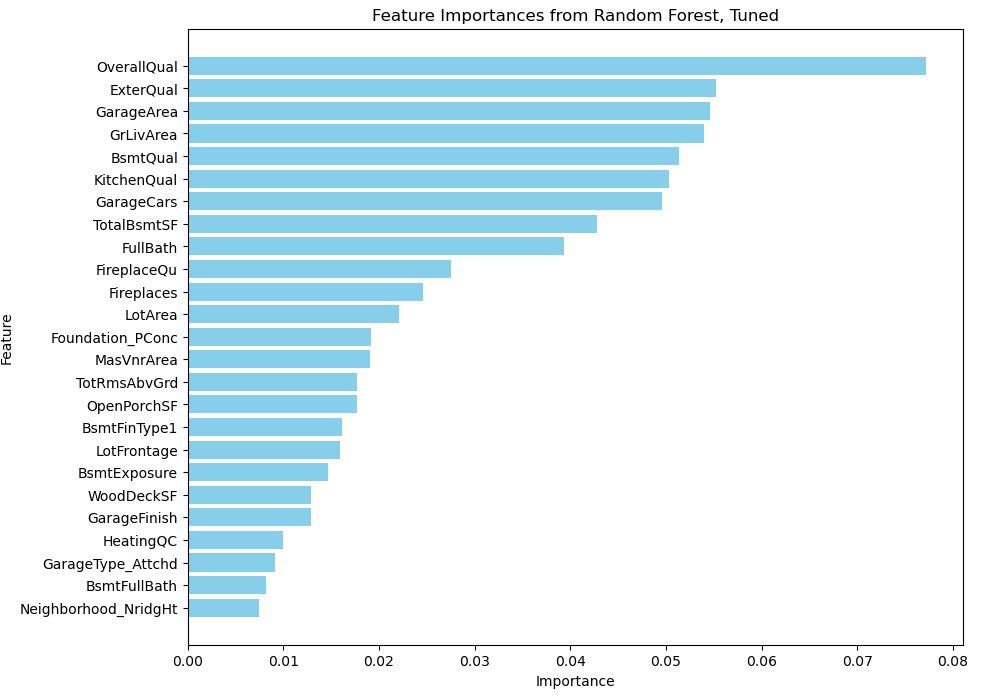 Feature Importances from Random Forest, Tuned
Feature
OverallQual
ExterQual
GarageArea
GrLivArea
BsmtQual
KitchenQual
GarageCars
TotalBsmtSF
FullBath
FireplaceQu
Fireplaces
LotArea
Foundation_PConc
MasVnrArea
TotRmsAbvGrd
OpenPorchSF
BsmtFinType1
LotFrontage
BsmtExposure
WoodDeckSF
GarageFinish
HeatingQC
GarageType_Attchd
BsmtFullBath
Neighborhood_NridgHt
0.00 0.01 0.02 0.03 0.04 0.05 0.06 0.07 0.08
Importance